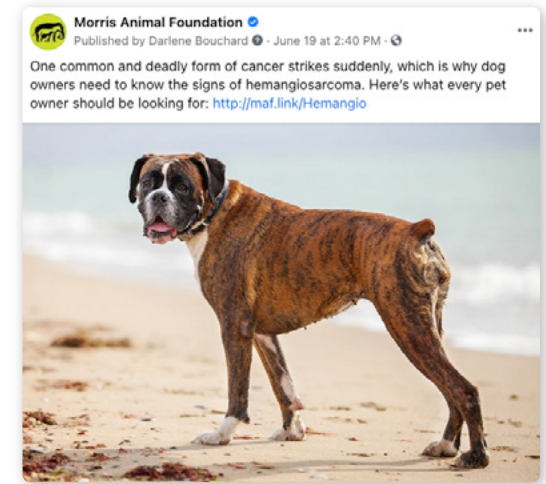 Morris Animal Foundation
Published by Darlene Bouchard · June 19 at 2:40 PM ·
One common and deadly form of cancer strikes suddenly, which is why dog
owners need to know the signs of hemangiosarcoma. Here's what every pet
owner should be looking for: http://maf.link/Hemangio